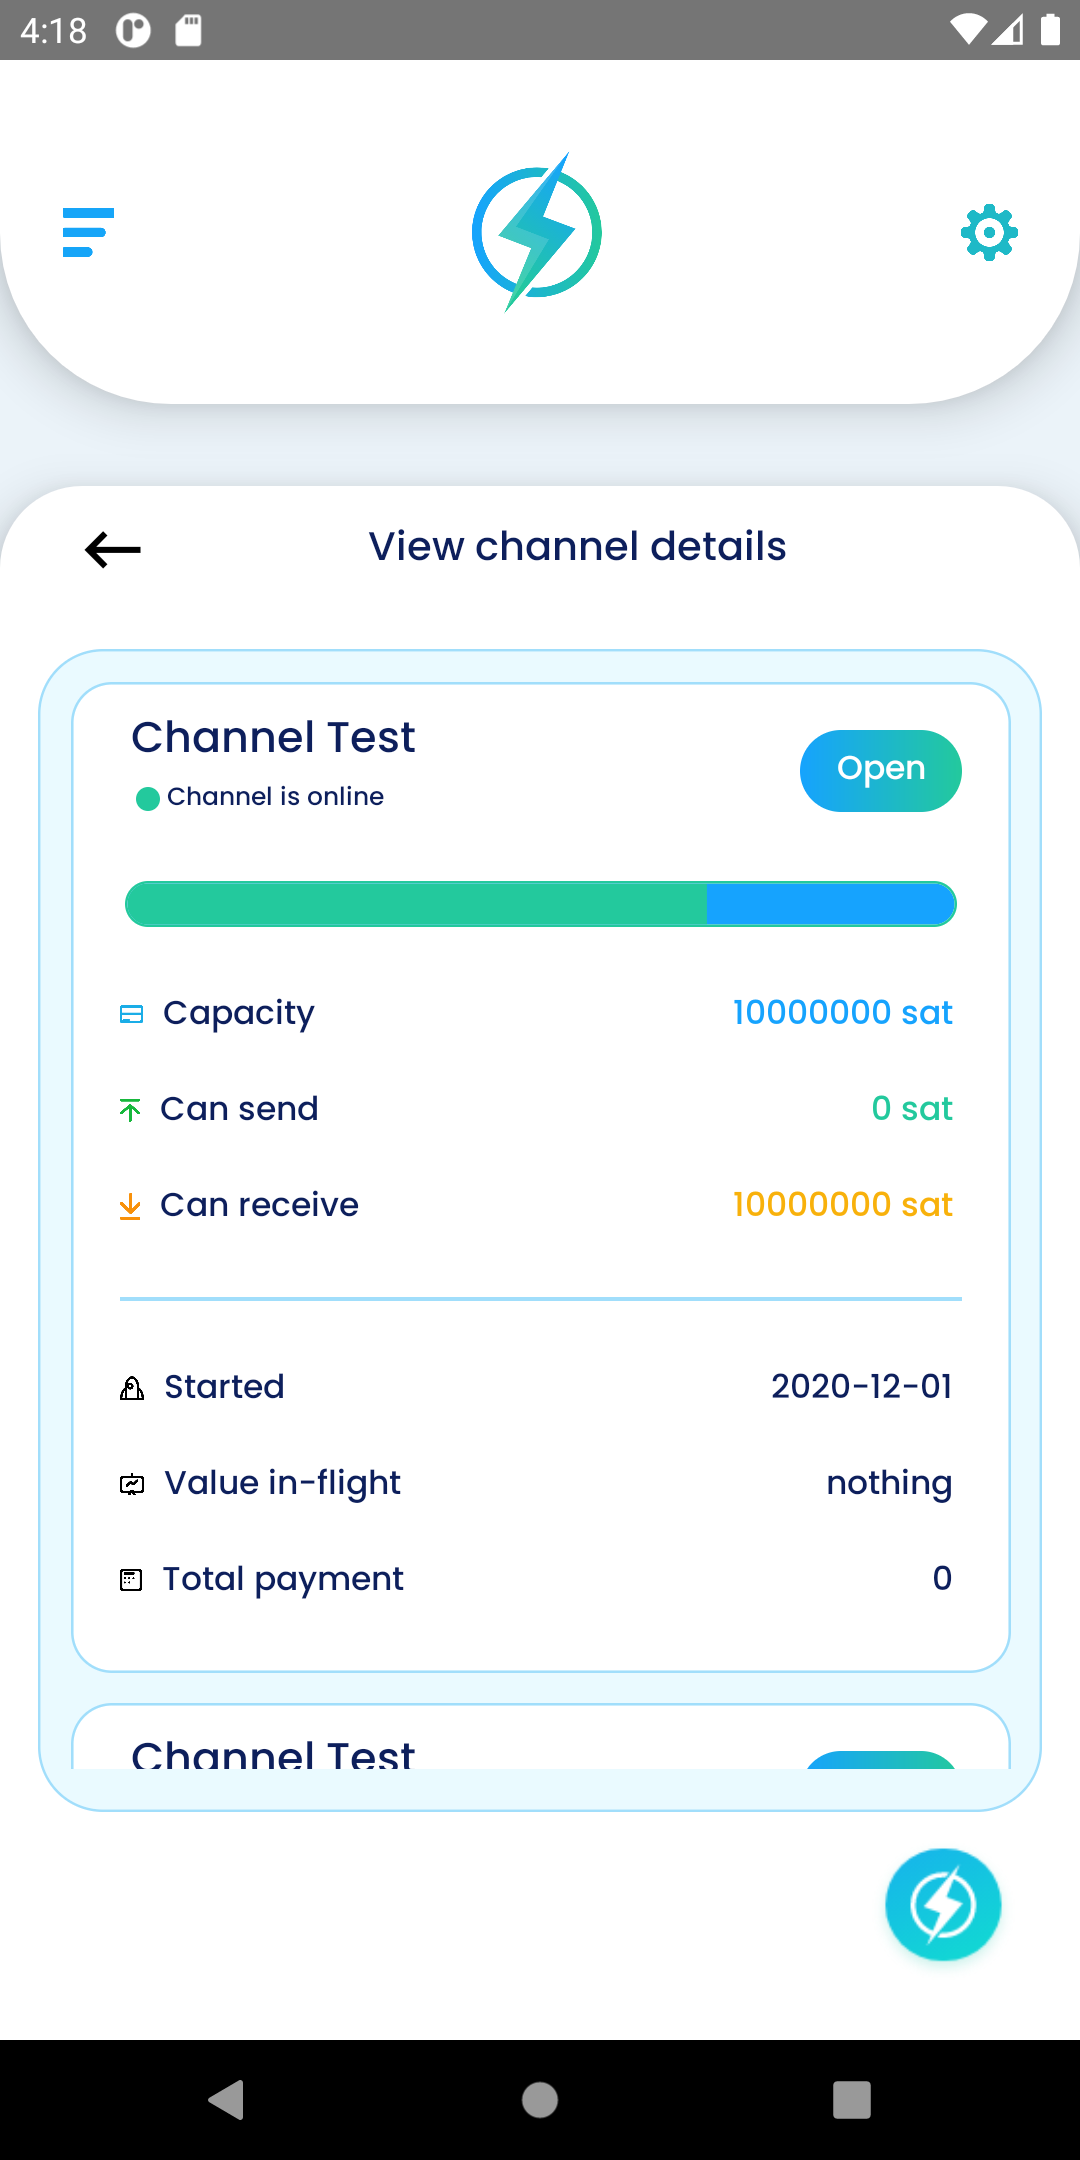 4:18
View channel details
Channel Test
Channel is online
Open
Capacity 10000000 sat
Can send 0 sat
Can receive 10000000 sat
Started 2020-12-01
Value in-flight nothing
Total payment 0
Channel Test